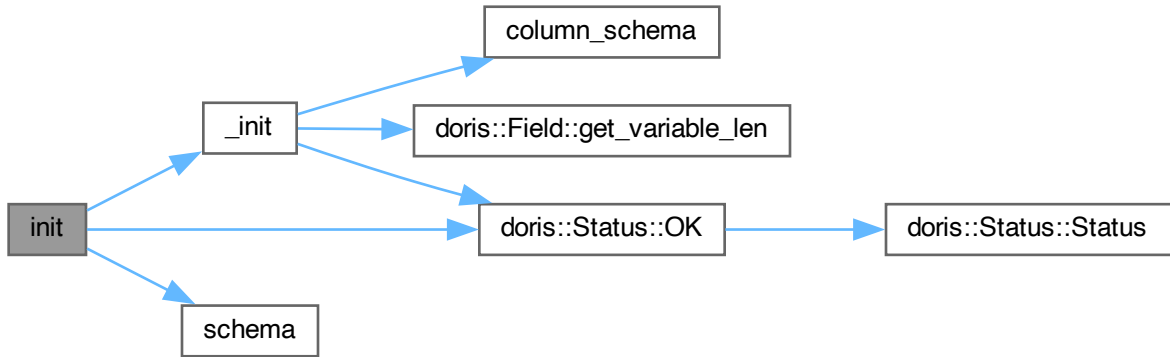 column_schema
_init
doris::Field::get_variable_len
init
doris::Status::OK
doris::Status::Status
schema